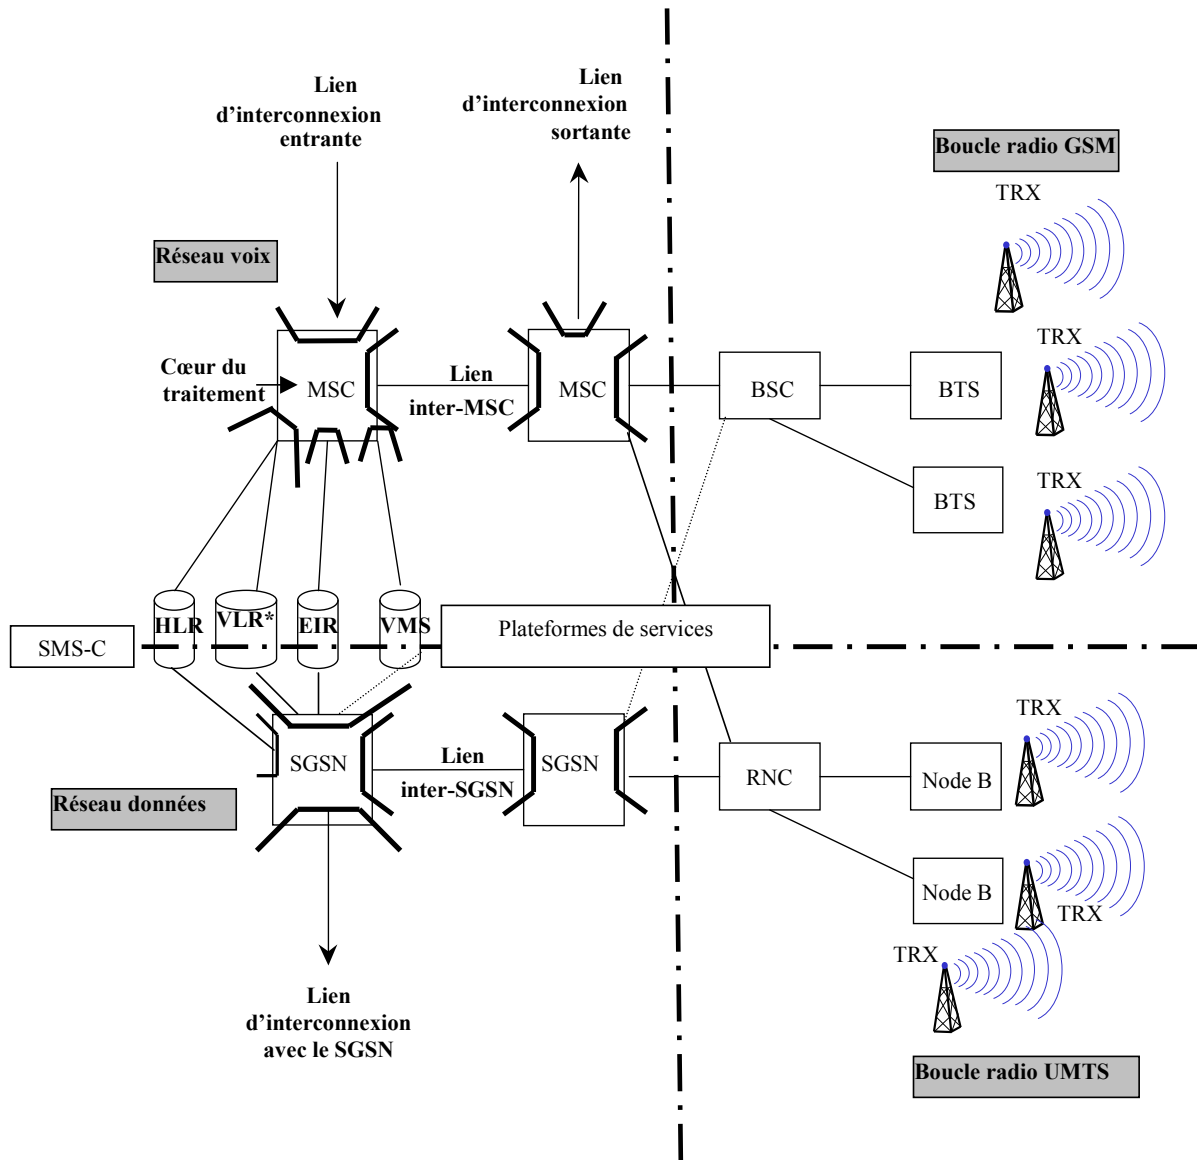 Lien
d’interconnexion
entrante
Lien
d’interconnexion
sortante
Boucle radio GSM
TRX
Réseau voix
TRX
Cœur du
traitement
MSC
Lien
inter-MSC
MSC
BSC
BTS
TRX
BTS
HLR
VLR*
EIR
VMS
Plateformes de services
SMS-C
TRX
SGSN
Lien
inter-SGSN
SGSN
RNC
Node B
Réseau données
Node B
TRX
TRX
Lien
d’interconnexion
avec le SGSN
Boucle radio UMTS